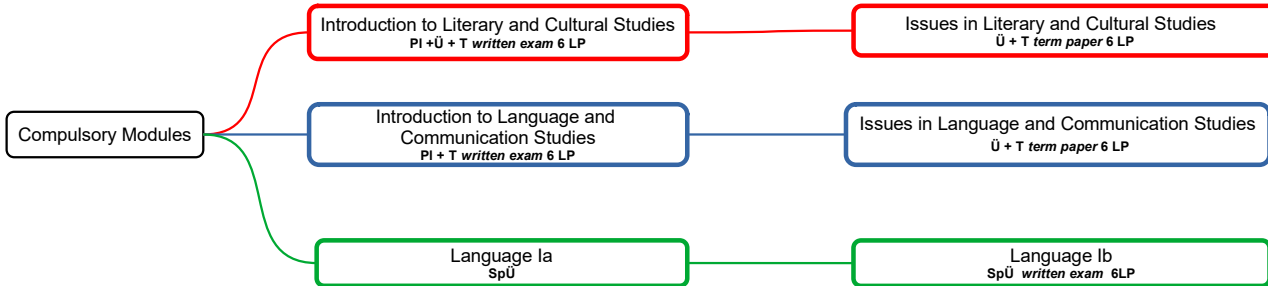 Introduction to Literary and Cultural Studies
Pl +Ü + T written exam 6 LP
Issues in Literary and Cultural Studies
Ü + T term paper 6 LP
Compulsory Modules
Introduction to Language and
Communication Studies
Pl + T written exam 6 LP
Issues in Language and Communication Studies
Ü + T term paper 6 LP
Language Ia
SpÜ
Language Ib
SpÜ written exam 6LP